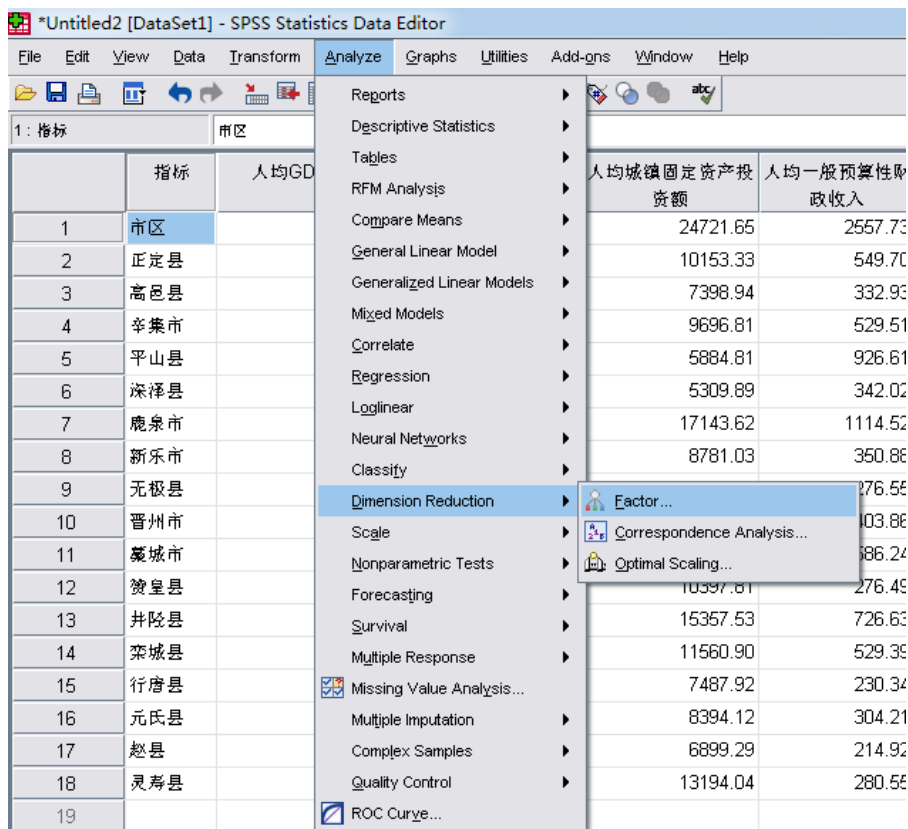 *Untitled2 [DataSet1] - SPSS Statistics Data Editor
File Edit View Data Transform Analyze Graphs Utilities Add-ons Window Help
1 : 指标 市区
指标 人均GD 人均城镇固定资产投资额 人均一般预算性财政收入
1 市区 24721.65 2557.73
2 正定县 10153.33 549.70
3 高邑县 7398.94 332.93
4 辛集市 9696.81 529.51
5 平山县 5884.81 926.61
6 深泽县 5309.89 342.02
7 鹿泉市 17143.62 1114.52
8 新乐市 8781.03 350.88
9 无极县 276.55
10 晋州市 403.86
11 藁城市 586.24
12 赞皇县 10397.81 276.49
13 井陉县 15357.53 726.63
14 栾城县 11560.90 529.39
15 行唐县 7487.92 230.34
16 元氏县 8394.12 304.21
17 赵县 6899.29 214.92
18 灵寿县 13194.04 280.55
19
Reports
Descriptive Statistics
Tables
RFM Analysis
Compare Means
General Linear Model
Generalized Linear Models
Mixed Models
Correlate
Regression
Loglinear
Neural Networks
Classify
Dimension Reduction
Scale
Nonparametric Tests
Forecasting
Survival
Multiple Response
Missing Value Analysis...
Multiple Imputation
Complex Samples
Quality Control
ROC Curve...
Factor...
Correspondence Analysis...
Optimal Scaling...